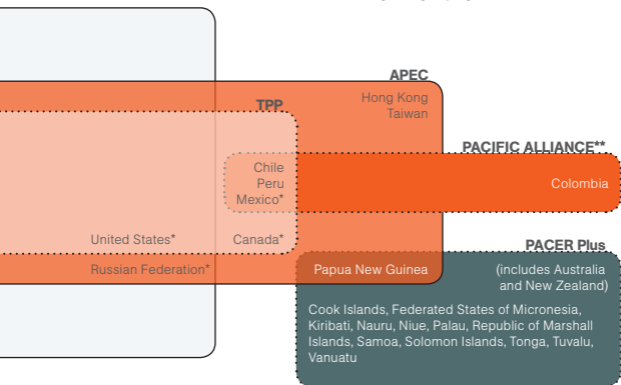 APEC
Hong Kong
Taiwan
TPP
PACIFIC ALLIANCE**
Chile
Peru
Mexico*
Colombia
United States*
Canada*
Russian Federation*
PACER Plus
Papua New Guinea
(includes Australia
and New Zealand)
Cook Islands, Federated States of Micronesia,
Kiribati, Nauru, Niue, Palau, Republic of Marshall
Islands, Samoa, Solomon Islands, Tonga, Tuvalu,
Vanuatu